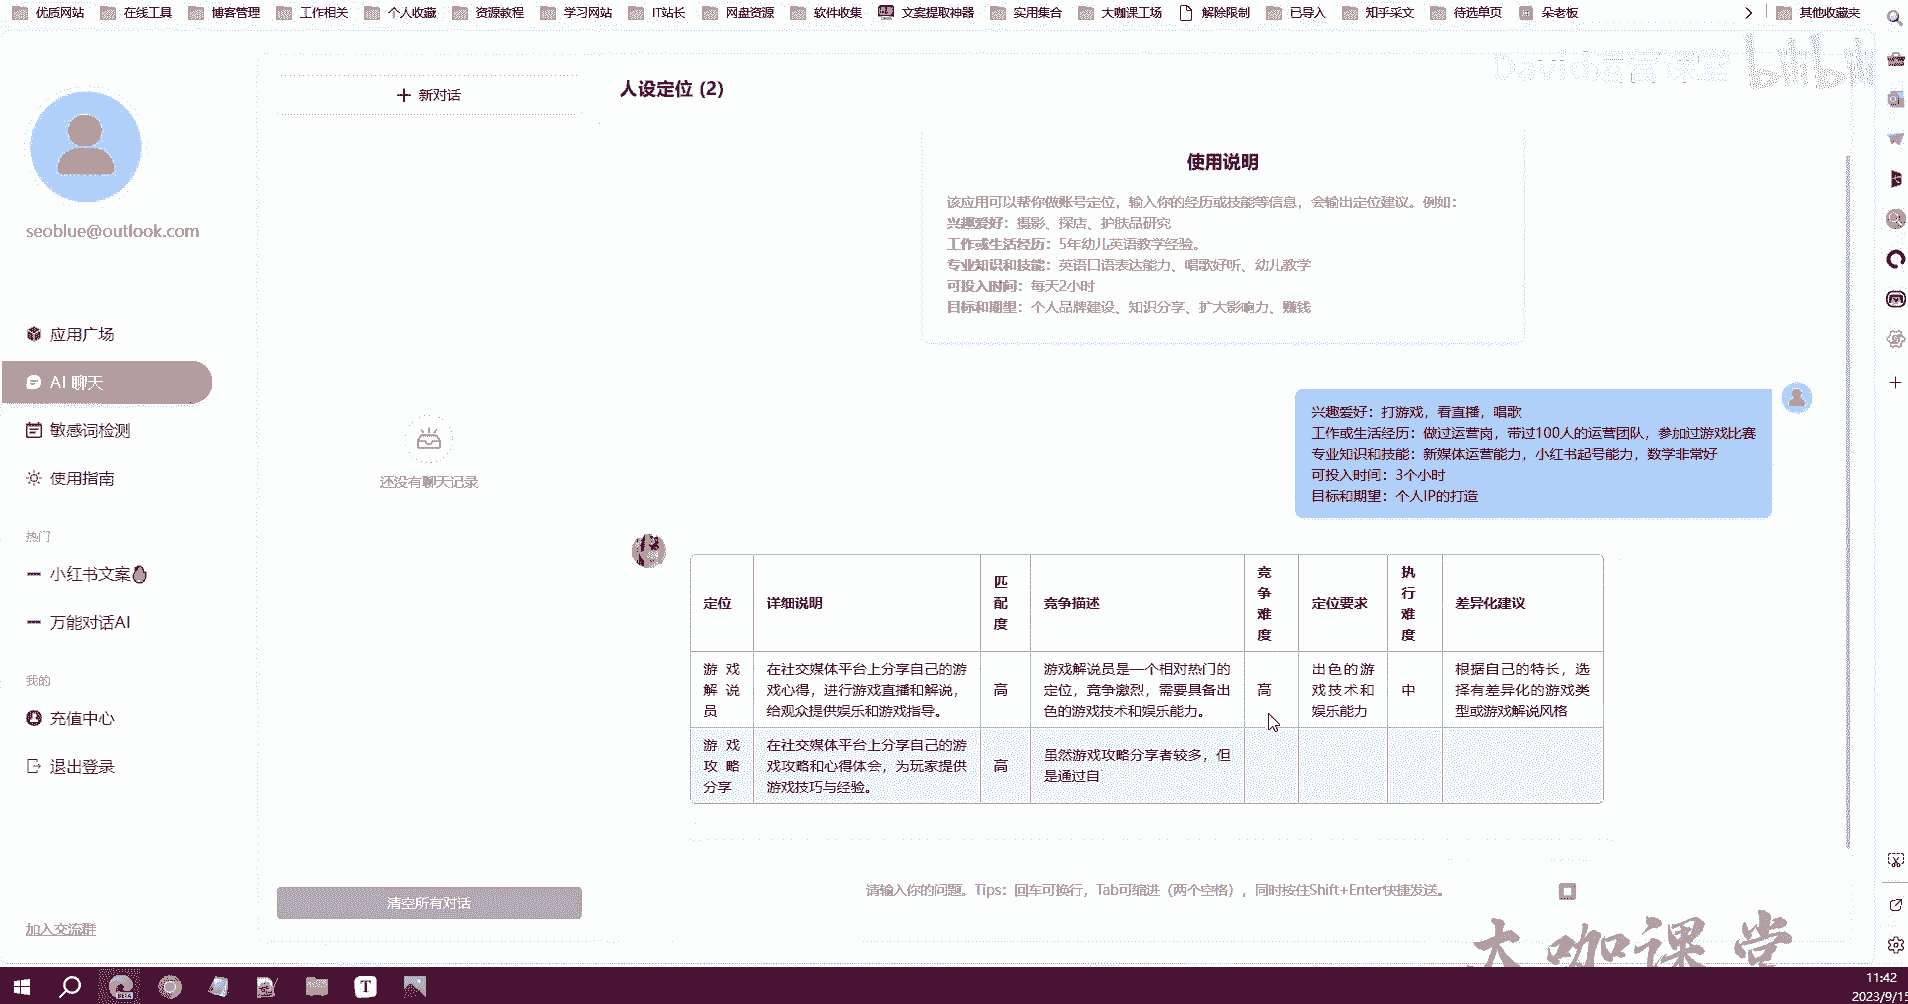 优质网站 在线工具 博客管理 工作相关 个人收藏 资源教程 学习网站 IT站长 网盘资源 软件收集 文案提取神器 实用集合 大咖课工场 解除限制 已导入 知乎采文 待选单页 朵老板 其他收藏夹
David运营课堂 bilibili
seoblue@outlook.com
应用广场
AI 聊天
敏感词检测
使用指南
热门
小红书文案
万能对话AI
我的
充值中心
退出登录
加入交流群
新对话
还没有聊天记录
清空所有对话
人设定位 (2)
使用说明
该应用可以帮你做账号定位，输入你的经历或技能等信息，会输出定位建议。例如：
兴趣爱好：摄影、探店、护肤品研究
工作或生活经历：5年幼儿英语教学经验。
专业知识和技能：英语口语表达能力、唱歌好听、幼儿教学
可投入时间：每天2小时
目标和期望：个人品牌建设、知识分享、扩大影响力、赚钱
兴趣爱好：打游戏，看直播，唱歌
工作或生活经历：做过运营岗，带过100人的运营团队，参加过游戏比赛
专业知识和技能：新媒体运营能力，小红书起号能力，数学非常好
可投入时间：3个小时
目标和期望：个人IP的打造
定位 详细说明 匹配度 竞争描述 竞争难度 定位要求 执行难度 差异化建议
游戏解说员 在社交媒体平台上分享自己的游戏心得，进行游戏直播和解说，给观众提供娱乐和游戏指导。 高 游戏解说员是一个相对热门的定位，竞争激烈，需要具备出色的游戏技术和娱乐能力。 高 出色的游戏技术和娱乐能力 中 根据自己的特长，选择有差异化的游戏类型或游戏解说风格
游戏攻略分享 在社交媒体平台上分享自己的游戏攻略和心得体会，为玩家提供游戏技巧与经验。 高 虽然游戏攻略分享者较多，但是通过自
请输入你的问题。Tips：回车可换行，Tab可缩进（两个空格），同时按住Shift+Enter快捷发送。
大咖课堂
BETA
T
11:42
2023/9/15